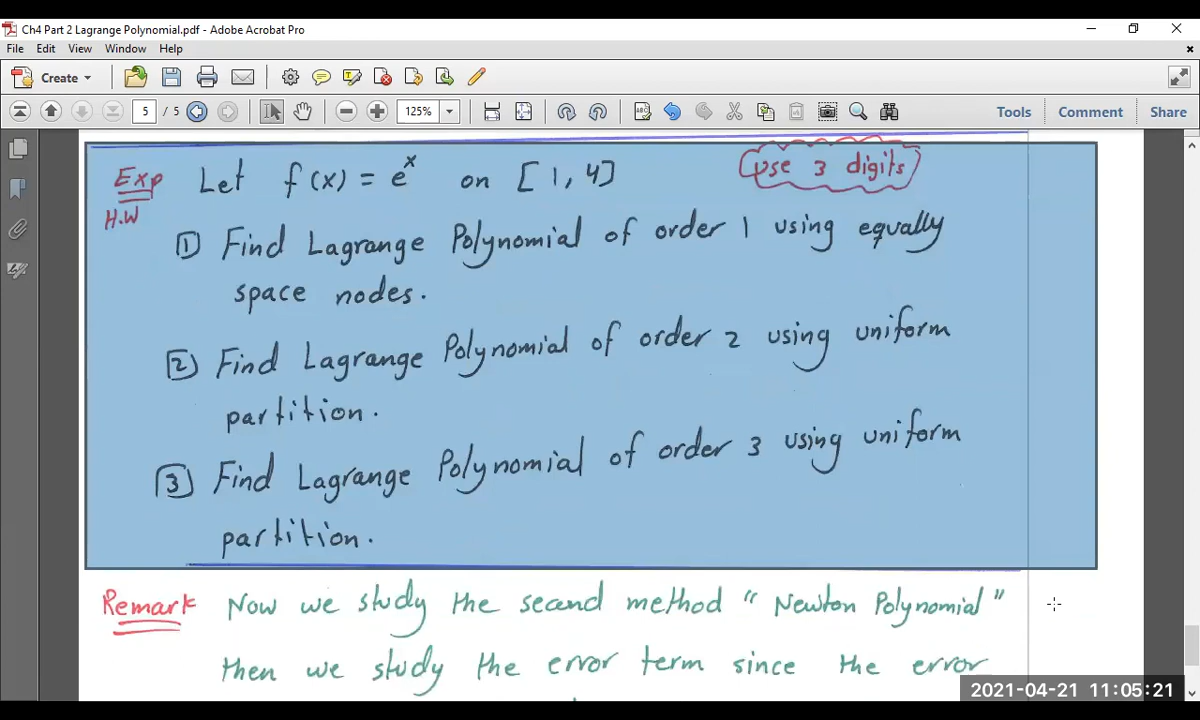 Ch4 Part 2 Lagrange Polynomial.pdf - Adobe Acrobat Pro
File Edit View Window Help
Create
5 / 5 125% Tools Comment Share
Exp Let f(x) = e^x on [1, 4] use 3 digits
H.W
1 Find Lagrange Polynomial of order 1 using equally
space nodes.
2 Find Lagrange Polynomial of order 2 using uniform
partition.
3 Find Lagrange Polynomial of order 3 using uniform
partition.
Remark Now we study the second method "Newton Polynomial"
then we study the error term since the error
2021-04-21 11:05:21